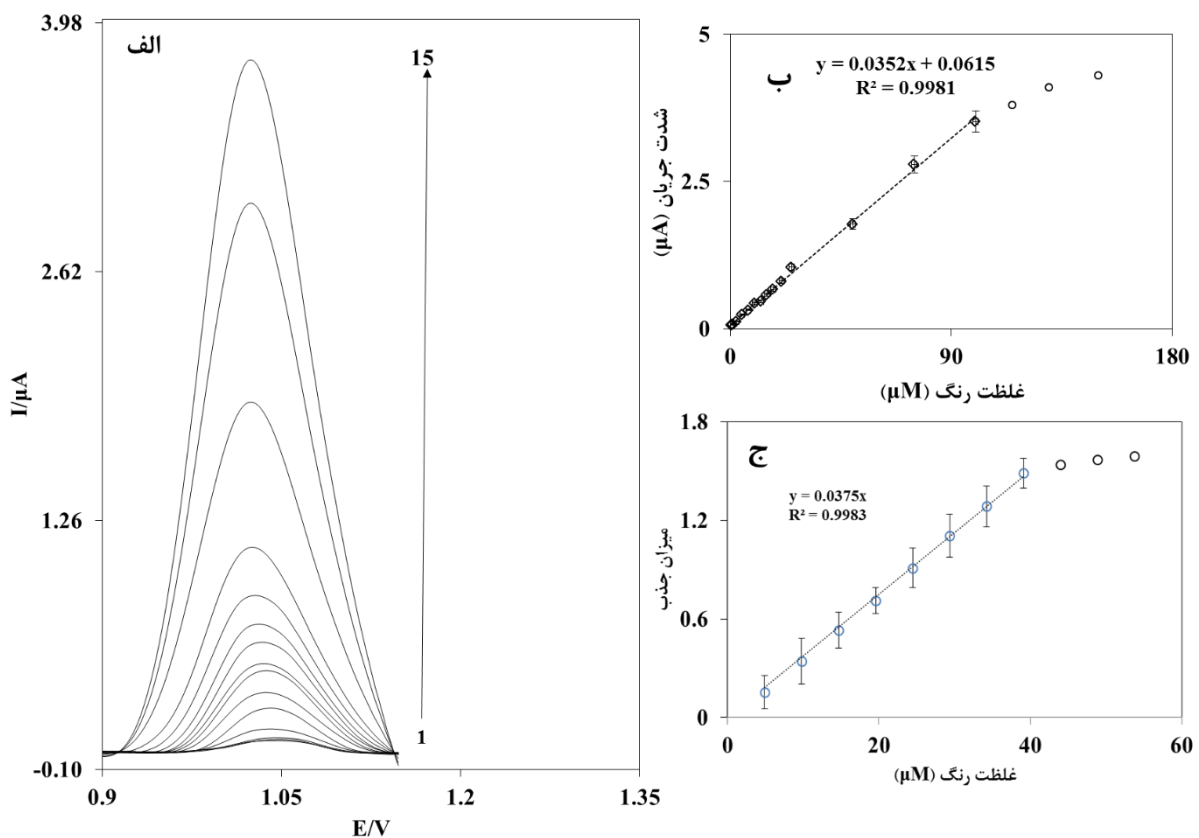 3.98
الف
15
2.62
I/µA
1.26
1
-0.10
0.9
1.05
1.2
1.35
E/V
5
ب
y = 0.0352x + 0.0615
R² = 0.9981
شدت جریان (µA)
2.5
0
0
90
180
غلظت رنگ (µM)
1.8
ج
y = 0.0375x
R² = 0.9983
1.2
میزان جذب
0.6
0
0
20
40
60
غلظت رنگ (µM)